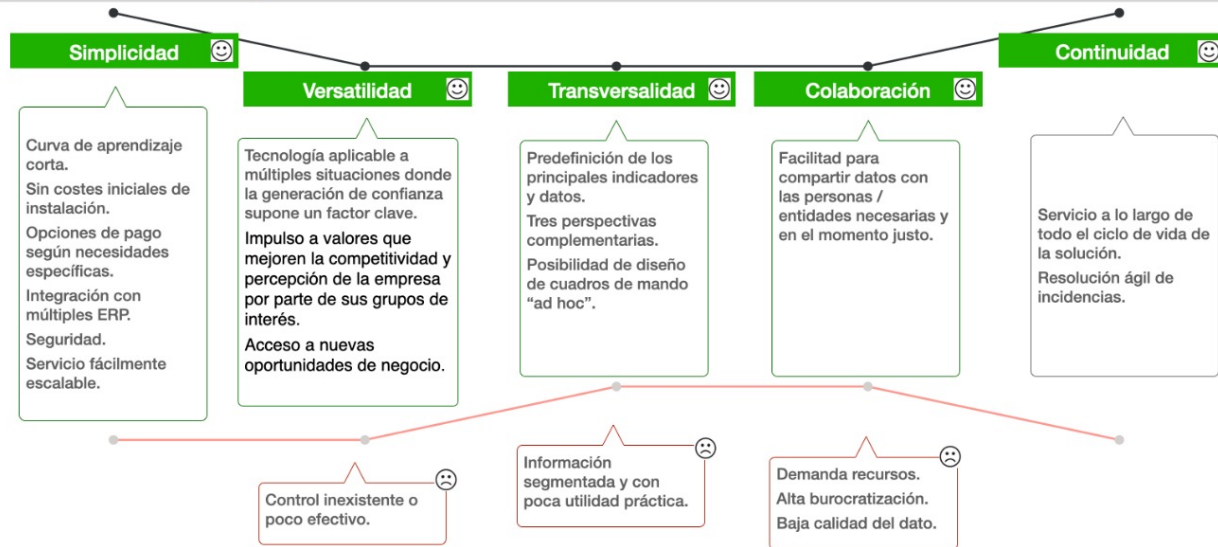 Simplicidad
Curva de aprendizaje
corta.
Sin costes iniciales de
instalación.
Opciones de pago
según necesidades
específicas.
Integración con
múltiples ERP.
Seguridad.
Servicio fácilmente
escalable.
Versatilidad
Tecnología aplicable a
múltiples situaciones donde
la generación de confianza
supone un factor clave.
Impulso a valores que
mejoren la competitividad y
percepción de la empresa
por parte de sus grupos de
interés.
Acceso a nuevas
oportunidades de negocio.
Transversalidad
Predefinición de los
principales indicadores
y datos.
Tres perspectivas
complementarias.
Posibilidad de diseño
de cuadros de mando
“ad hoc”.
Colaboración
Facilitad para
compartir datos con
las personas /
entidades necesarias y
en el momento justo.
Continuidad
Servicio a lo largo de
todo el ciclo de vida de
la solución.
Resolución ágil de
incidencias.
Control inexistente o
poco efectivo.
Información
segmentada y con
poca utilidad práctica.
Demanda recursos.
Alta burocratización.
Baja calidad del dato.